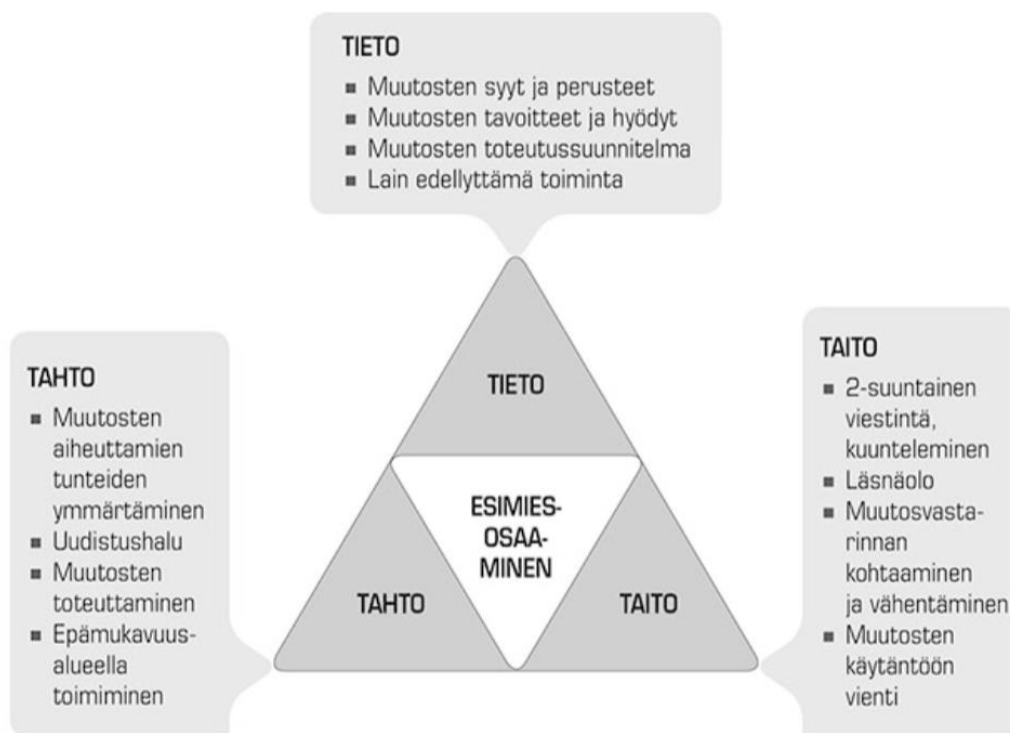 TIETO
▪ Muutosten syyt ja perusteet
▪ Muutosten tavoitteet ja hyödyt
▪ Muutosten toteutussuunnitelma
▪ Lain edellyttämä toiminta
TAHTO
▪ Muutosten
aiheuttamien
tunteiden
ymmärtäminen
▪ Uudistushalu
▪ Muutosten
toteuttaminen
▪ Epämukavuus-
alueella
toimiminen
TIETO
ESIMIES-
OSAA-
MINEN
TAHTO
TAITO
TAITO
▪ 2-suuntainen
viestintä,
kuunteleminen
▪ Läsnäolo
▪ Muutosvasta-
rinnan
kohtaaminen
ja vähentäminen
▪ Muutosten
käytäntöön
vienti